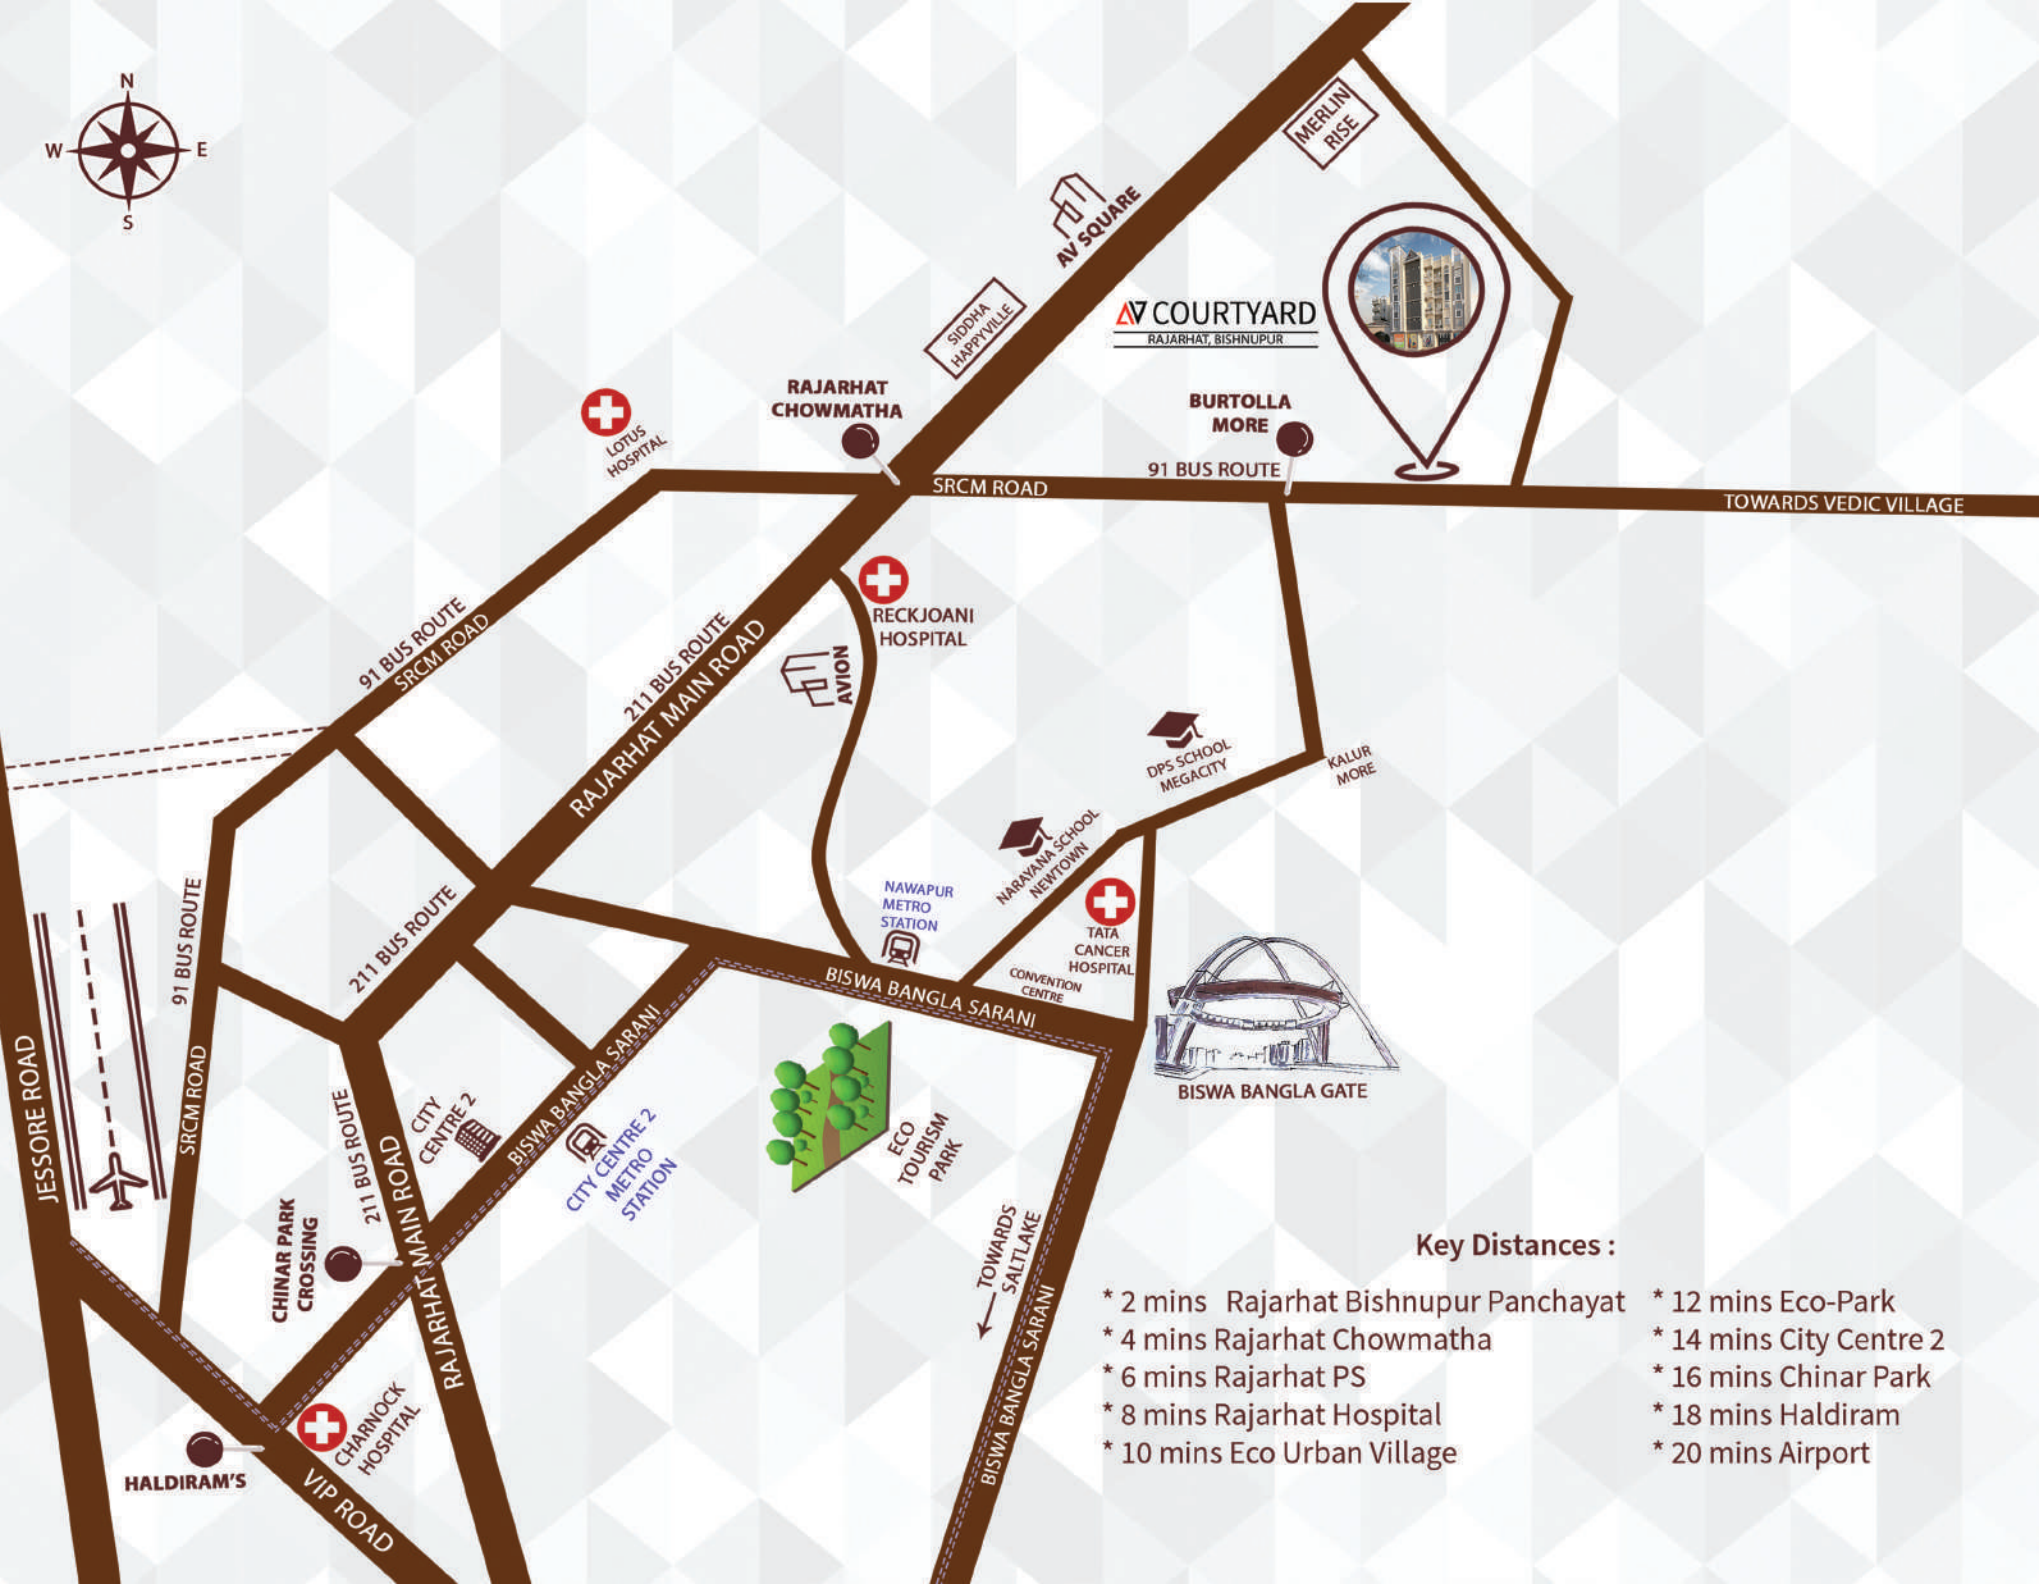 N
W
E
S
MERLIN
RISE
AV SQUARE
SIDDHA
HAPPYVILLE
AV COURTYARD
RAJARHAT, BISHNUPUR
RAJARHAT
CHOWMATHA
BURTOLLA
MORE
LOTUS
HOSPITAL
91 BUS ROUTE
SRCM ROAD
TOWARDS VEDIC VILLAGE
RECKJOANI
HOSPITAL
AVION
91 BUS ROUTE
SRCM ROAD
211 BUS ROUTE
RAJARHAT MAIN ROAD
DPS SCHOOL
MEGACITY
KALUR
MORE
NARAYANA SCHOOL
NEWTOWN
NAWAPUR
METRO
STATION
TATA
CANCER
HOSPITAL
CONVENTION
CENTRE
BISWA BANGLA SARANI
91 BUS ROUTE
SRCM ROAD
211 BUS ROUTE
JESSORE ROAD
BISWA BANGLA SARANI
BISWA BANGLA GATE
CITY
CENTRE 2
211 BUS ROUTE
RAJARHAT MAIN ROAD
CITY CENTRE 2
METRO
STATION
ECO
TOURISM
PARK
CHINAR PARK
CROSSING
TOWARDS
SALTLAKE
RAJARHAT MAIN ROAD
BISWA BANGLA SARANI
CHARNOCK
HOSPITAL
HALDIRAM'S
VIP ROAD
Key Distances :
* 2 mins Rajarhat Bishnupur Panchayat
* 4 mins Rajarhat Chowmatha
* 6 mins Rajarhat PS
* 8 mins Rajarhat Hospital
* 10 mins Eco Urban Village
* 12 mins Eco-Park
* 14 mins City Centre 2
* 16 mins Chinar Park
* 18 mins Haldiram
* 20 mins Airport